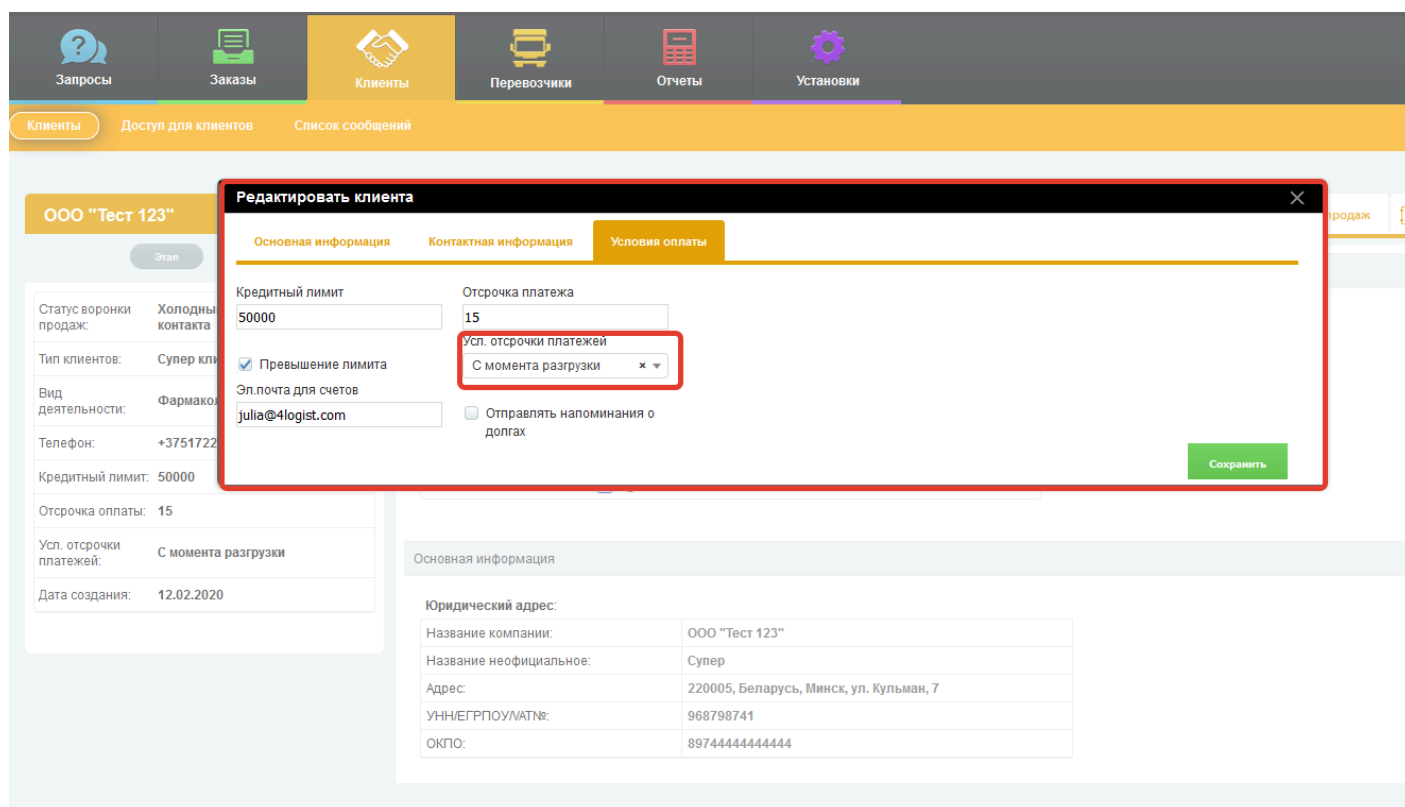 Запросы
Заказы
Клиенты
Перевозчики
Отчеты
Установки
Клиенты
Доступ для клиентов
Список сообщений
ООО "Тест 123"
Этап
Редактировать клиента
продаж
Основная информация
Контактная информация
Условия оплаты
Кредитный лимит
50000
Отсрочка платежа
15
Усл. отсрочки платежей
С момента разгрузки
Превышение лимита
Эл.почта для счетов
julia@4logist.com
Отправлять напоминания о
долгах
Сохранить
Статус воронки
продаж:
Холодны
контакта
Тип клиентов: Супер кли
Вид
деятельности:
Фармакол
Телефон: +3751722
Кредитный лимит: 50000
Отсрочка оплаты: 15
Усл. отсрочки
платежей:
С момента разгрузки
Дата создания: 12.02.2020
Основная информация
Юридический адрес:
Название компании: ООО "Тест 123"
Название неофициальное: Супер
Адрес: 220005, Беларусь, Минск, ул. Кульман, 7
УНН/ЕГРПОУ/VAT№: 968798741
ОКПО: 89744444444444